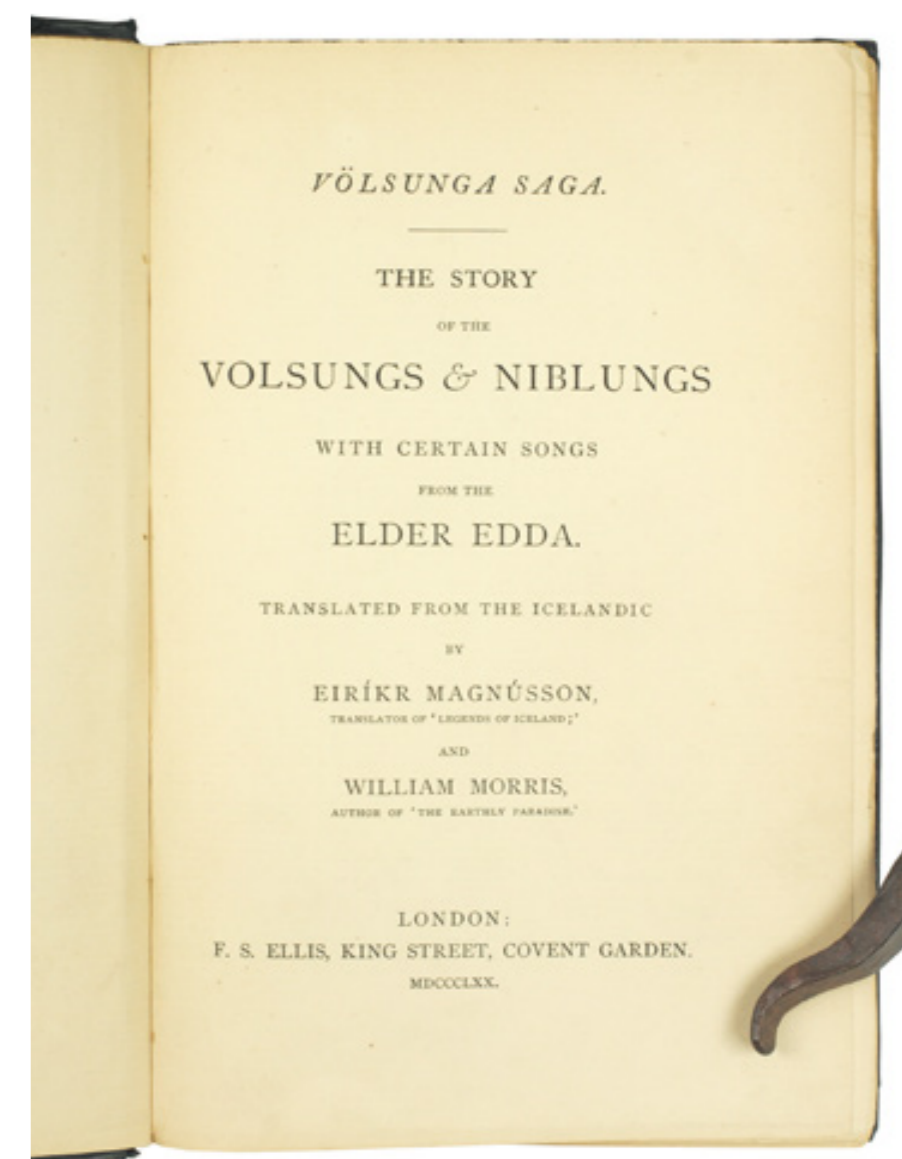 VÖLSUNGA SAGA.
THE STORY
OF THE
VOLSUNGS & NIBLUNGS
WITH CERTAIN SONGS
FROM THE
ELDER EDDA.
TRANSLATED FROM THE ICELANDIC
BY
EIRÍKR MAGNÚSSON,
TRANSLATOR OF 'LEGENDS OF ICELAND;'
AND
WILLIAM MORRIS,
AUTHOR OF 'THE EARTHLY PARADISE.'
LONDON:
F. S. ELLIS, KING STREET, COVENT GARDEN.
MDCCCLXX.